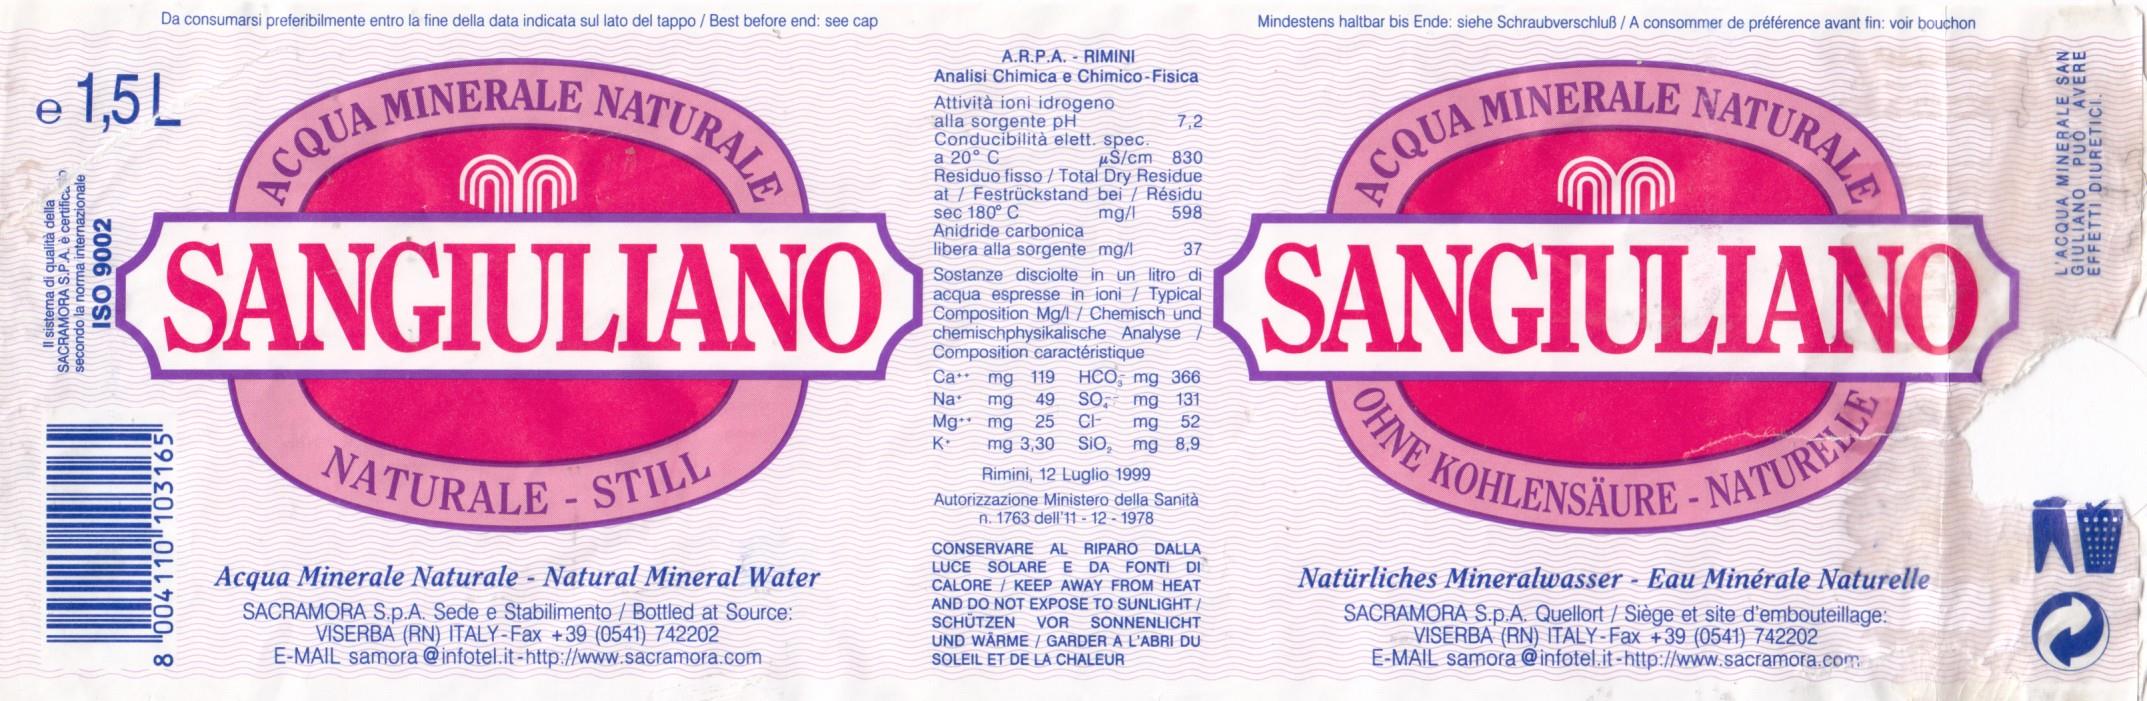 Da consumarsi preferibilmente entro la fine della data indicata sul lato del tappo / Best before end: see cap
e 1,5 L
Il sistema di qualità della
SACRAMORA S.P.A. è certificato
secondo la norma internazionale
ISO 9002
8 004110 103165
ACQUA MINERALE NATURALE
SANGIULIANO
NATURALE - STILL
Acqua Minerale Naturale - Natural Mineral Water
SACRAMORA S.p.A. Sede e Stabilimento / Bottled at Source:
VISERBA (RN) ITALY - Fax +39 (0541) 742202
E-MAIL samora @infotel.it - http://www.sacramora.com
A.R.P.A. - RIMINI
Analisi Chimica e Chimico-Fisica
Attività ioni idrogeno
alla sorgente pH 7,2
Conducibilità elett. spec.
a 20° C µS/cm 830
Residuo fisso / Total Dry Residue
at / Festrückstand bei / Résidu
sec 180° C mg/l 598
Anidride carbonica
libera alla sorgente mg/l 37
Sostanze disciolte in un litro di
acqua espresse in ioni / Typical
Composition Mg/l / Chemisch und
chemischphysikalische Analyse /
Composition caractéristique
Ca++ mg 119 HCO3- mg 366
Na+ mg 49 SO4-- mg 131
Mg++ mg 25 Cl- mg 52
K+ mg 3,30 SiO2 mg 8,9
Rimini, 12 Luglio 1999
Autorizzazione Ministero della Sanità
n. 1763 dell'11 - 12 - 1978
CONSERVARE AL RIPARO DALLA
LUCE SOLARE E DA FONTI DI
CALORE / KEEP AWAY FROM HEAT
AND DO NOT EXPOSE TO SUNLIGHT /
SCHÜTZEN VOR SONNENLICHT
UND WÄRME / GARDER A L'ABRI DU
SOLEIL ET DE LA CHALEUR
Mindestens haltbar bis Ende: siehe Schraubverschluß / A consommer de préférence avant fin: voir bouchon
ACQUA MINERALE NATURALE
SANGIULIANO
OHNE KOHLENSÄURE - NATURELLE
Natürliches Mineralwasser - Eau Minérale Naturelle
SACRAMORA S.p.A. Quellort / Siège et site d'embouteillage:
VISERBA (RN) ITALY - Fax +39 (0541) 742202
E-MAIL samora @infotel.it - http://www.sacramora.com
L'ACQUA MINERALE SAN
GIULIANO PUÒ AVERE
EFFETTI DIURETICI.